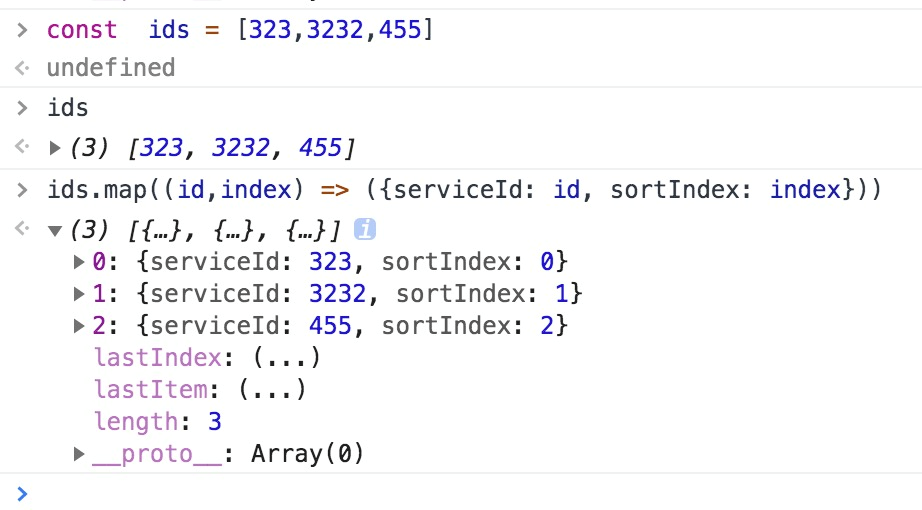 > const  ids = [323,3232,455]
undefined
> ids
(3) [323, 3232, 455]
> ids.map((id,index) => ({serviceId: id, sortIndex: index}))
(3) [{…}, {…}, {…}] i
0: {serviceId: 323, sortIndex: 0}
1: {serviceId: 3232, sortIndex: 1}
2: {serviceId: 455, sortIndex: 2}
lastIndex: (...)
lastItem: (...)
length: 3
__proto__: Array(0)
>